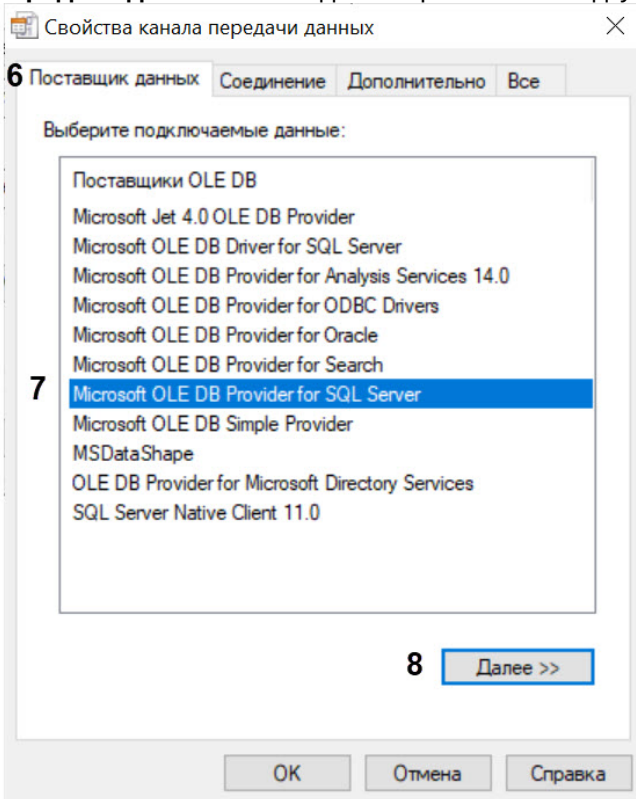 Свойства канала передачи данных
6 Поставщик данных Соединение Дополнительно Все
Выберите подключаемые данные:
Поставщики OLE DB
Microsoft Jet 4.0 OLE DB Provider
Microsoft OLE DB Driver for SQL Server
Microsoft OLE DB Provider for Analysis Services 14.0
Microsoft OLE DB Provider for ODBC Drivers
Microsoft OLE DB Provider for Oracle
Microsoft OLE DB Provider for Search
7 Microsoft OLE DB Provider for SQL Server
Microsoft OLE DB Simple Provider
MSDataShape
OLE DB Provider for Microsoft Directory Services
SQL Server Native Client 11.0
8 Далее >>
OK Отмена Справка